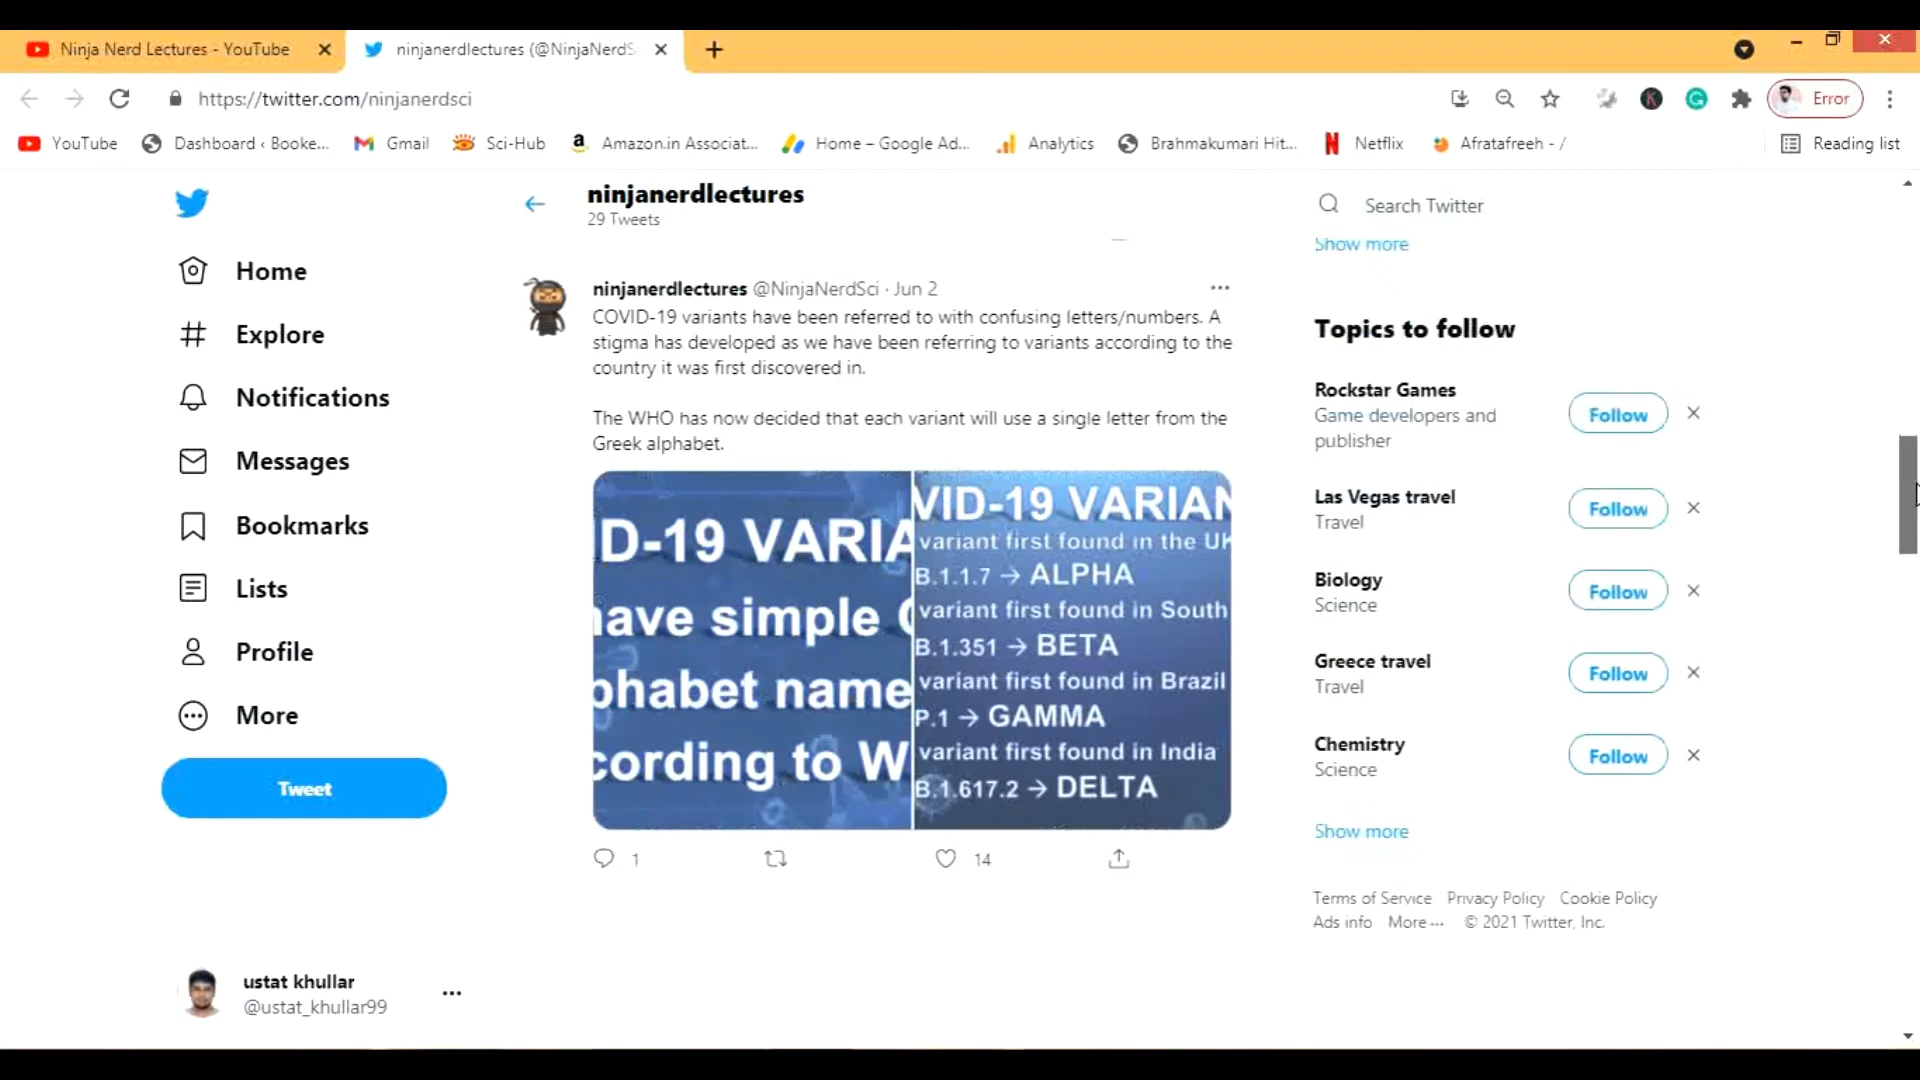 Ninja Nerd Lectures - YouTube
ninjanerdlectures (@NinjaNerdS
https://twitter.com/ninjanerdsci
Error
YouTube
Dashboard ‹ Booke...
Gmail
Sci-Hub
Amazon.in Associat...
Home – Google Ad...
Analytics
Brahmakumari Hit...
Netflix
Afratafreeh - /
Reading list
ninjanerdlectures
29 Tweets
Search Twitter
Show more
Home
Explore
Notifications
Messages
Bookmarks
Lists
Profile
More
Tweet
ustat khullar
@ustat_khullar99
ninjanerdlectures @NinjaNerdSci · Jun 2
COVID-19 variants have been referred to with confusing letters/numbers. A
stigma has developed as we have been referring to variants according to the
country it was first discovered in.
The WHO has now decided that each variant will use a single letter from the
Greek alphabet.
D-19 VARIA
have simple
phabet name
cording to W
VID-19 VARIAN
variant first found in the UK
B.1.1.7 → ALPHA
variant first found in South
B.1.351 → BETA
variant first found in Brazil
P.1 → GAMMA
variant first found in India
B.1.617.2 → DELTA
1
14
Topics to follow
Rockstar Games
Game developers and
publisher
Follow
Las Vegas travel
Travel
Follow
Biology
Science
Follow
Greece travel
Travel
Follow
Chemistry
Science
Follow
Show more
Terms of Service Privacy Policy Cookie Policy
Ads info More ··· © 2021 Twitter, Inc.